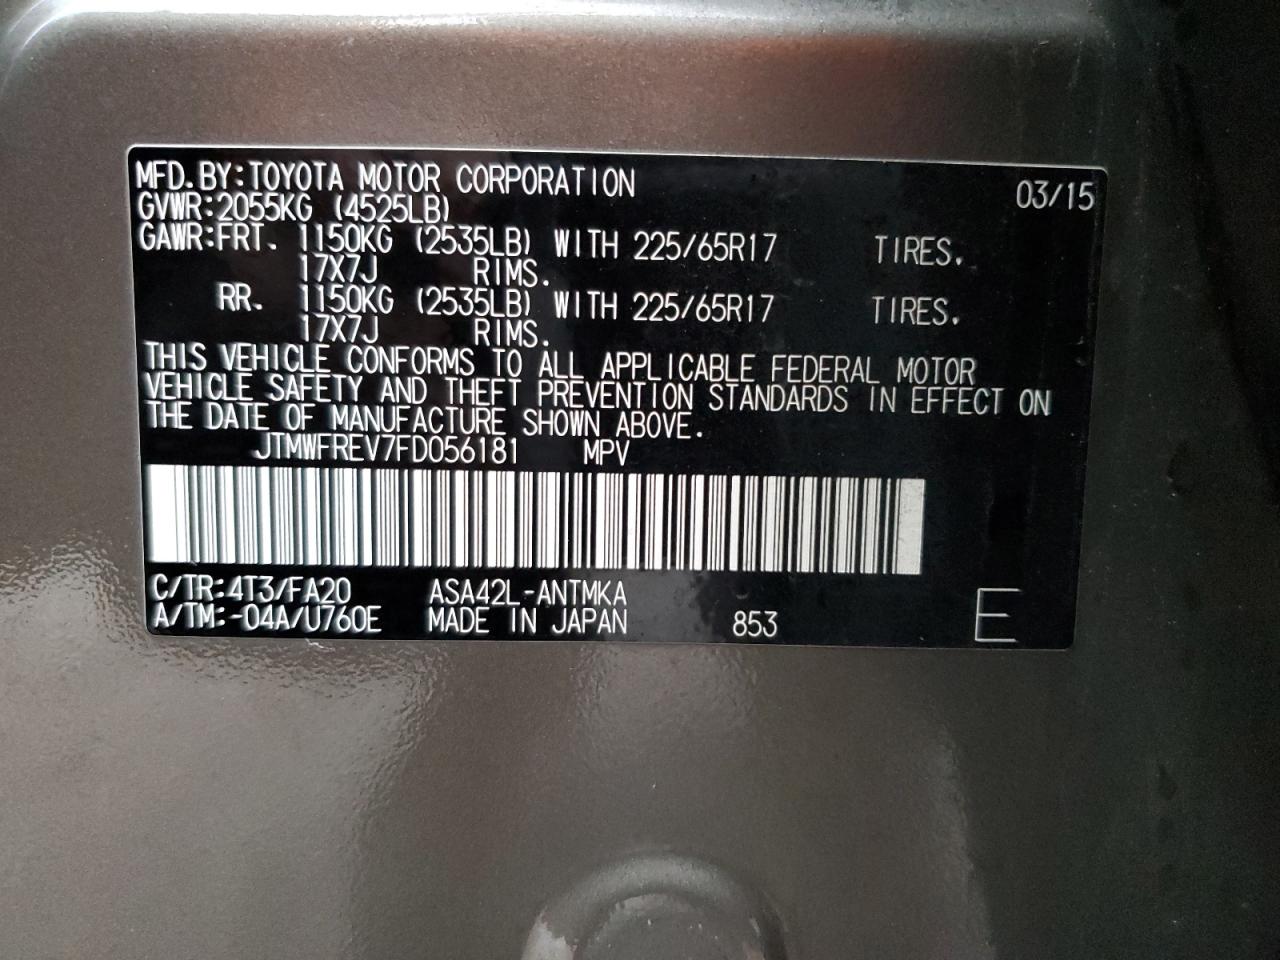 MFD.BY:TOYOTA MOTOR CORPORATION 03/15
GVWR:2055KG (4525LB)
GAWR:FRT. 1150KG (2535LB) WITH 225/65R17 TIRES.
17X7J RIMS.
RR. 1150KG (2535LB) WITH 225/65R17 TIRES.
17X7J RIMS.
THIS VEHICLE CONFORMS TO ALL APPLICABLE FEDERAL MOTOR
VEHICLE SAFETY AND THEFT PREVENTION STANDARDS IN EFFECT ON
THE DATE OF MANUFACTURE SHOWN ABOVE.
JTMWFREV7FD056181 MPV
C/TR:4T3/FA20 ASA42L-ANTMKA
A/TM:-04A/U760E MADE IN JAPAN 853 E